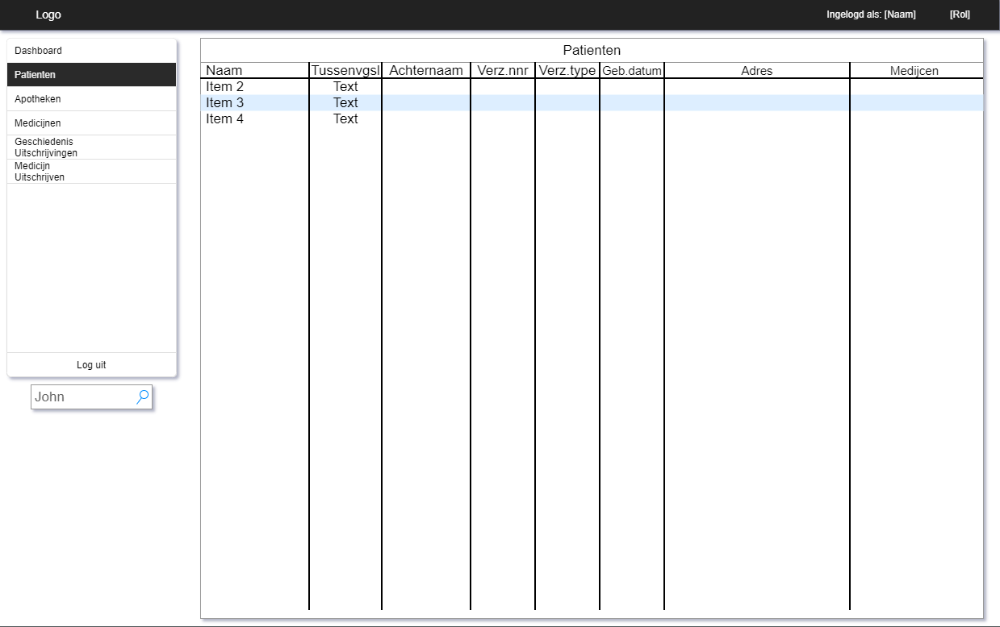 Logo
Ingelogd als: [Naam] [Rol]
Dashboard
Patienten
Apotheken
Medicijnen
Geschiedenis
Uitschrijvingen
Medicijn
Uitschrijven
Log uit
John
Patienten
Naam Tussenvgsl Achternaam Verz.nnr Verz.type Geb.datum Adres Medijcen
Item 2 Text
Item 3 Text
Item 4 Text